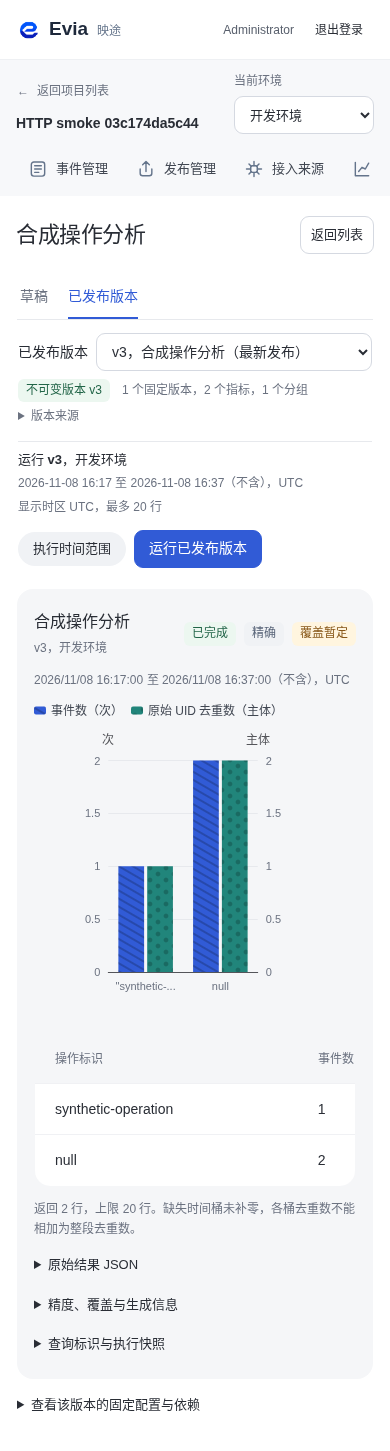 Evia 映途
Administrator
退出登录
← 返回项目列表
当前环境
HTTP smoke 03c174da5c44
开发环境
事件管理
发布管理
接入来源
合成操作分析
返回列表
草稿
已发布版本
已发布版本
v3，合成操作分析（最新发布）
不可变版本 v3
1 个固定版本，2 个指标，1 个分组
版本来源
运行 v3，开发环境
2026-11-08 16:17 至 2026-11-08 16:37（不含），UTC
显示时区 UTC，最多 20 行
执行时间范围
运行已发布版本
合成操作分析
v3，开发环境
已完成
精确
覆盖暂定
2026/11/08 16:17:00 至 2026/11/08 16:37:00（不含），UTC
事件数（次）
原始 UID 去重数（主体）
次
主体
2
2
1.5
1.5
1
1
0.5
0.5
0
0
"synthetic-...
null
操作标识
事件数
synthetic-operation
1
null
2
返回 2 行，上限 20 行。缺失时间桶未补零，各桶去重数不能
相加为整段去重数。
原始结果 JSON
精度、覆盖与生成信息
查询标识与执行快照
查看该版本的固定配置与依赖